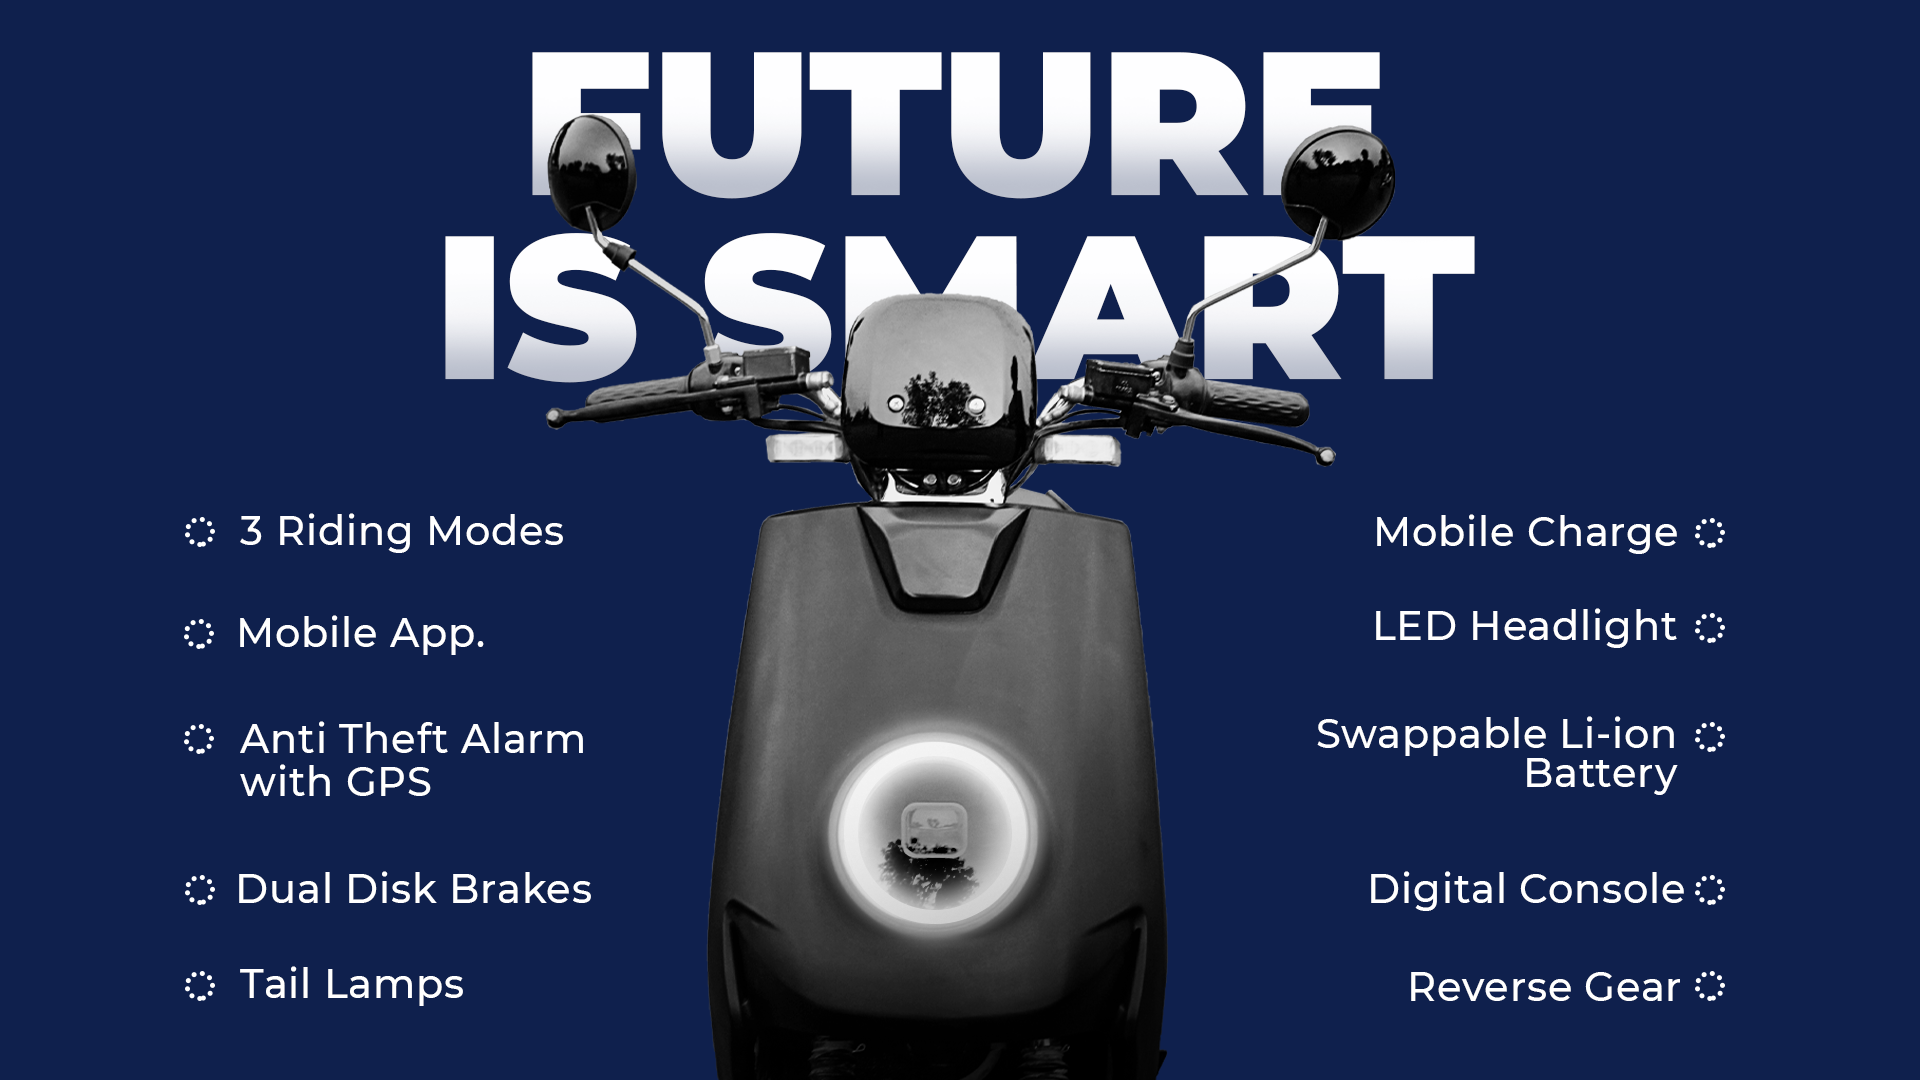 FUTURE
IS SMART
3 Riding Modes
Mobile App.
Anti Theft Alarm
with GPS
Dual Disk Brakes
Tail Lamps
Mobile Charge
LED Headlight
Swappable Li-ion
Battery
Digital Console
Reverse Gear